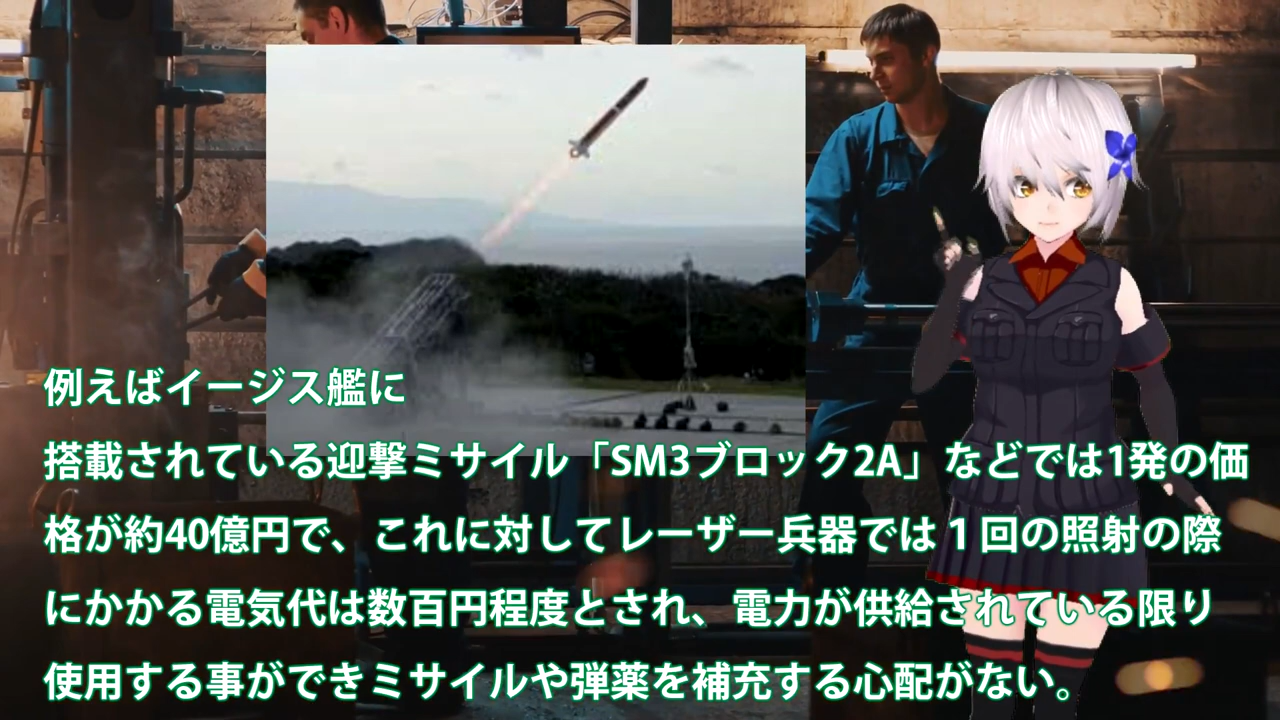 例えばイージス艦に
搭載されている迎撃ミサイル「SM3ブロック2A」などでは1発の価
格が約40億円で、これに対してレーザー兵器では１回の照射の際
にかかる電気代は数百円程度とされ、電力が供給されている限り
使用する事ができミサイルや弾薬を補充する心配がない。